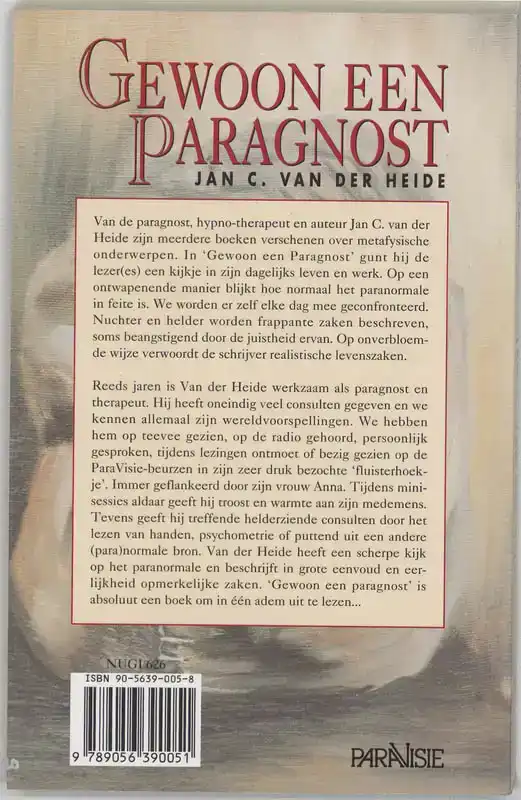 GEWOON EEN
PARAGNOST
JAN C. VAN DER HEIDE
Van de paragnost, hypno-therapeut en auteur Jan C. van der
Heide zijn meerdere boeken verschenen over metafysische
onderwerpen. In ‘Gewoon een Paragnost’ gunt hij de
lezer(es) een kijkje in zijn dagelijks leven en werk. Op een
ontwapenende manier blijkt hoe normaal het paranormale
in feite is. We worden er zelf elke dag mee geconfronteerd.
Nuchter en helder worden frappante zaken beschreven,
soms beangstigend door de juistheid ervan. Op onverbloem-
de wijze verwoordt de schrijver realistische levenszaken.
Reeds jaren is Van der Heide werkzaam als paragnost en
therapeut. Hij heeft oneindig veel consulten gegeven en we
kennen allemaal zijn wereldvoorspellingen. We hebben
hem op teevee gezien, op de radio gehoord, persoonlijk
gesproken, tijdens lezingen ontmoet of bezig gezien op de
ParaVisie-beurzen in zijn zeer druk bezochte ‘fluisterhoek-
je’. Immer geflankeerd door zijn vrouw Anna. Tijdens mini-
sessies aldaar geeft hij troost en warmte aan zijn medemens.
Tevens geeft hij treffende helderziende consulten door het
lezen van handen, psychometrie of puttend uit een andere
(para)normale bron. Van der Heide heeft een scherpe kijk
op het paranormale en beschrijft in grote eenvoud en eer-
lijkheid opmerkelijke zaken. ‘Gewoon een paragnost’ is
absoluut een boek om in één adem uit te lezen...
NUGI 626
ISBN 90-5639-005-8
9 789056 390051
PARAVISIE